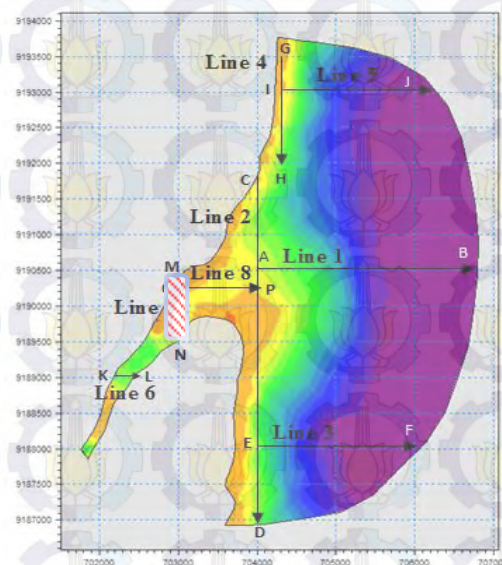 9194000
9193500
9193000
9192500
9192000
9191500
9191000
9190500
9190000
9189500
9189000
9188500
9188000
9187500
9187000
G
Line 4
Line 5
I
J
H
C
Line 2
A
Line 1
B
M
Line 8
P
Line
N
K
L
Line 6
E
Line 3
F
D
702000
703000
704000
705000
706000